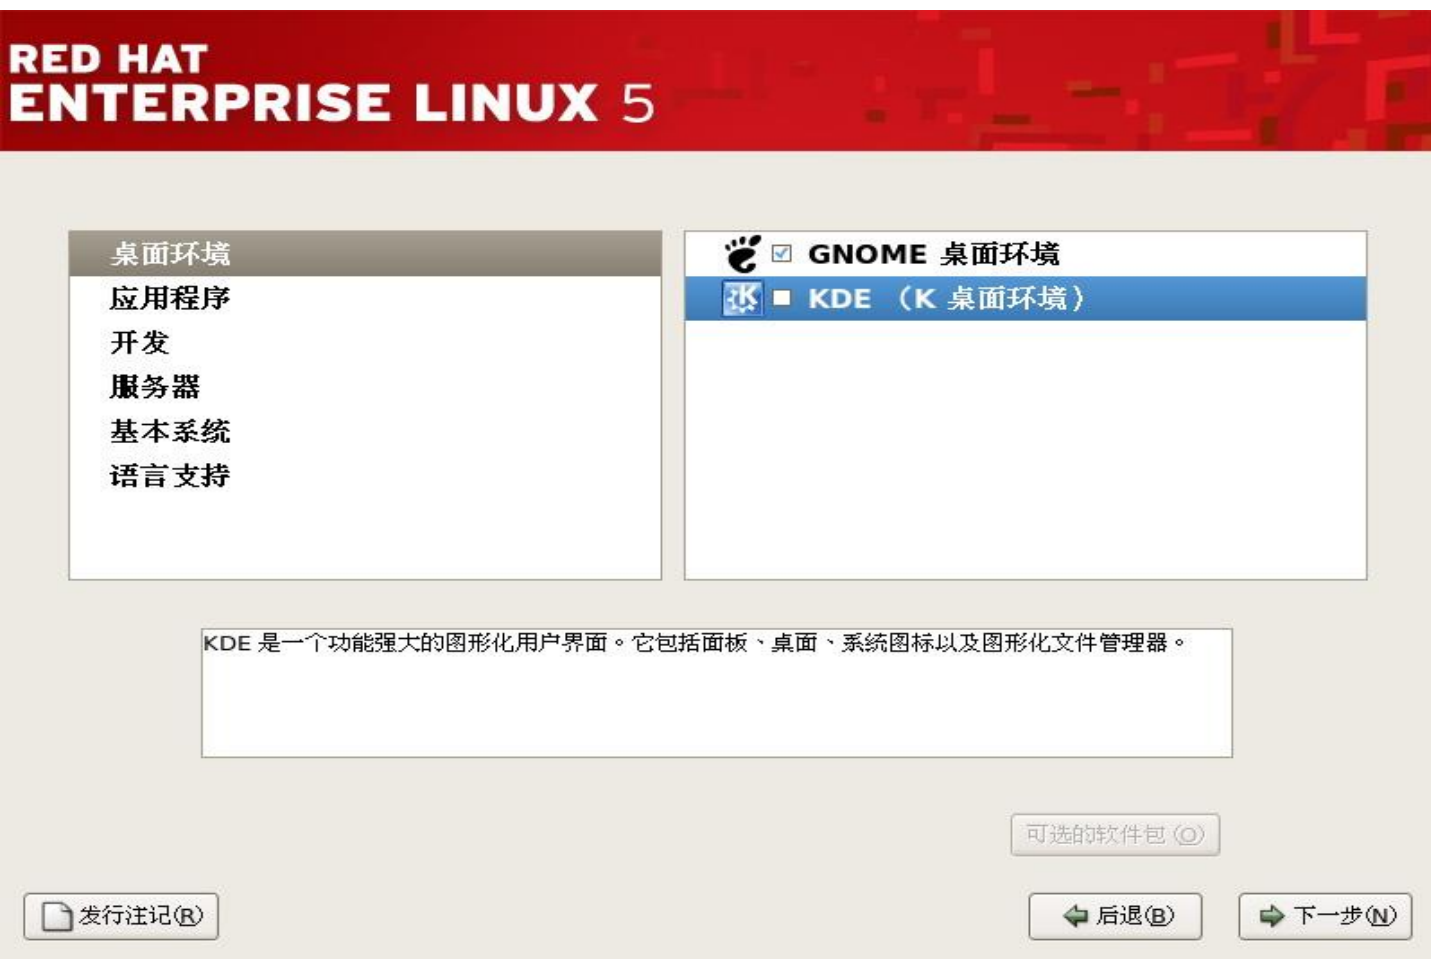 RED HAT
ENTERPRISE LINUX 5
桌面环境
应用程序
开发
服务器
基本系统
语言支持
GNOME 桌面环境
KDE （K 桌面环境）
KDE 是一个功能强大的图形化用户界面。它包括面板、桌面、系统图标以及图形化文件管理器。
可选的软件包(O)
发行注记(R)
后退(B)
下一步(N)